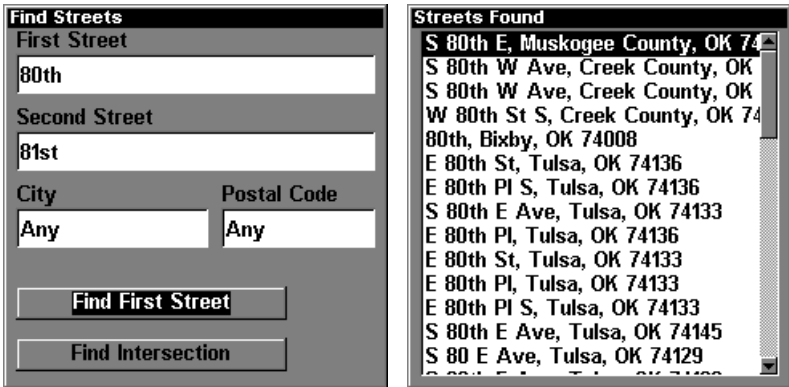 Find Streets
First Street
80th
Second Street
81st
City
Postal Code
Any
Any
Find First Street
Find Intersection
Streets Found
S 80th E, Muskogee County, OK 74
S 80th W Ave, Creek County, OK
S 80th W Ave, Creek County, OK
W 80th St S, Creek County, OK 74
80th, Bixby, OK 74008
E 80th St, Tulsa, OK 74136
E 80th Pl S, Tulsa, OK 74136
S 80th E Ave, Tulsa, OK 74133
E 80th Pl, Tulsa, OK 74136
E 80th St, Tulsa, OK 74133
E 80th Pl, Tulsa, OK 74133
E 80th Pl S, Tulsa, OK 74133
S 80th E Ave, Tulsa, OK 74145
S 80 E Ave, Tulsa, OK 74129